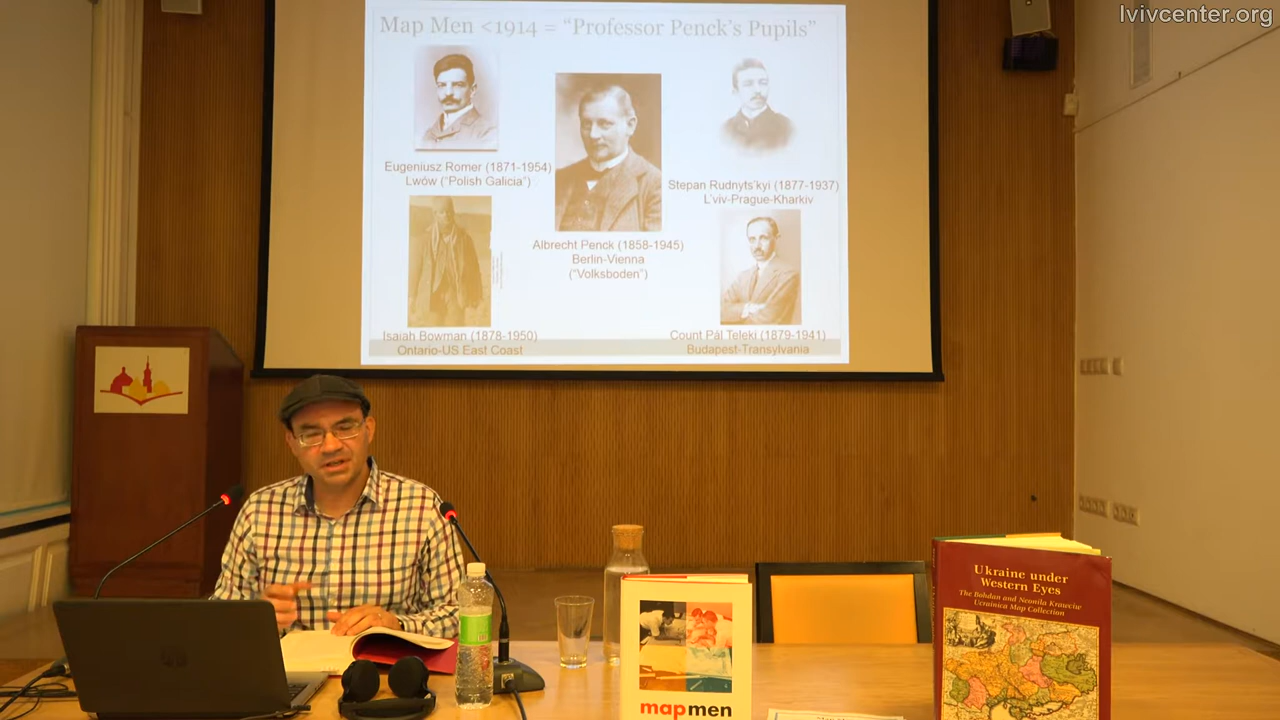 lvivcenter.org
Map Men <1914 = “Professor Penck’s Pupils”
Eugeniusz Romer (1871-1954)
Lwów (“Polish Galicia”)
Stepan Rudnyts'kyi (1877-1937)
L'viv-Prague-Kharkiv
Albrecht Penck (1858-1945)
Berlin-Vienna
(“Volksboden”)
Isaiah Bowman (1878-1950)
Ontario-US East Coast
Count Pál Teleki (1879-1941)
Budapest-Transylvania
mapmen
Ukraine under
Western Eyes
The Bohdan and Neonila Krawciw
Ucrainica Map Collection